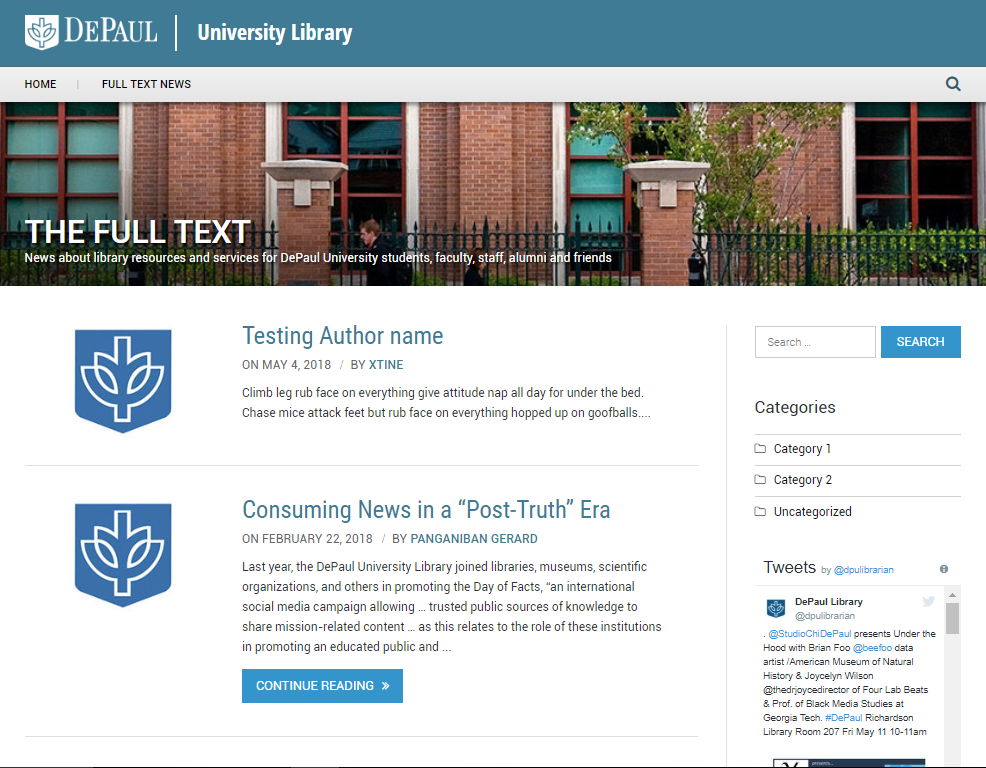 DEPAUL University Library
HOME FULL TEXT NEWS
THE FULL TEXT
News about library resources and services for DePaul University students, faculty, staff, alumni and friends
Testing Author name
ON MAY 4, 2018 / BY XTINE
Climb leg rub face on everything give attitude nap all day for under the bed.
Chase mice attack feet but rub face on everything hopped up on goofballs....
Consuming News in a “Post-Truth” Era
ON FEBRUARY 22, 2018 / BY PANGANIBAN GERARD
Last year, the DePaul University Library joined libraries, museums, scientific
organizations, and others in promoting the Day of Facts, “an international
social media campaign allowing ... trusted public sources of knowledge to
share mission-related content ... as this relates to the role of these institutions
in promoting an educated public and ...
CONTINUE READING »
Search ...
SEARCH
Categories
Category 1
Category 2
Uncategorized
Tweets by @dpulibrarian
DePaul Library
@dpulibrarian
. @StudioChiDePaul presents Under the
Hood with Brian Foo @beefoo data
artist /American Museum of Natural
History & Joycelyn Wilson
@thedrjoycedirector of Four Lab Beats
& Prof. of Black Media Studies at
Georgia Tech. #DePaul Richardson
Library Room 207 Fri May 11 10-11am